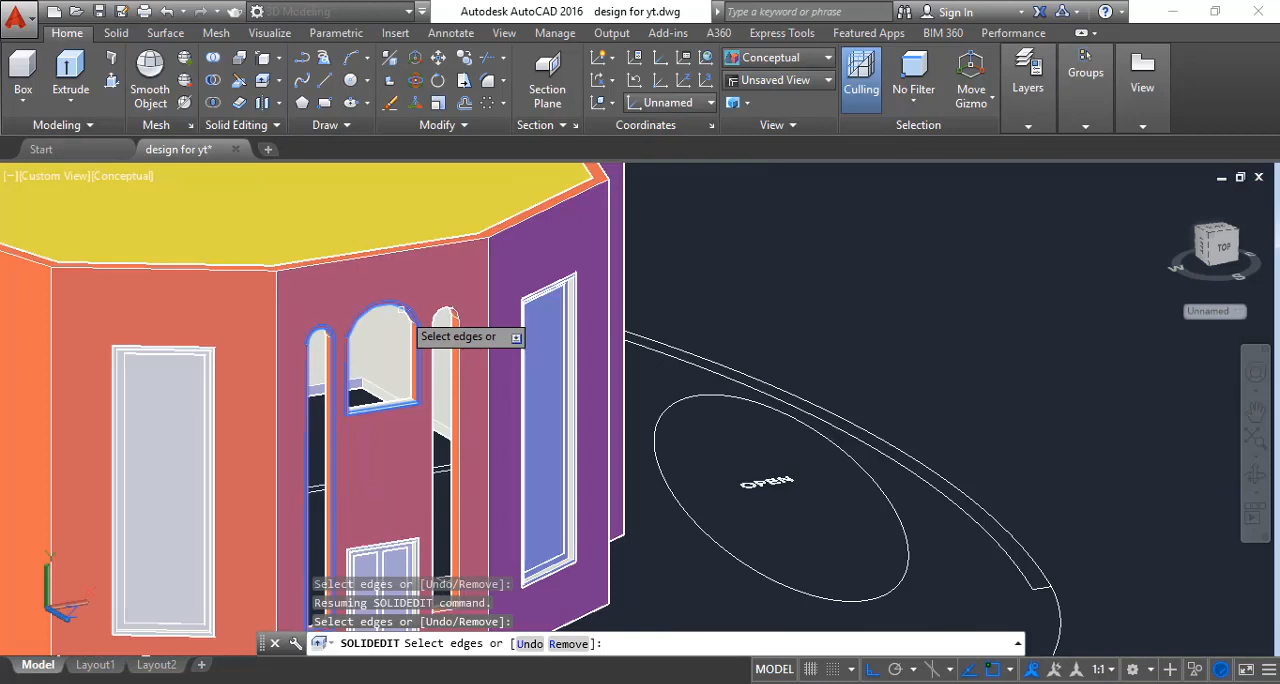 3D Modeling
Autodesk AutoCAD 2016 design for yt.dwg
Type a keyword or phrase
Sign In
Home Solid Surface Mesh Visualize Parametric Insert Annotate View Manage Output Add-ins A360 Express Tools Featured Apps BIM 360 Performance
Box
Extrude
Smooth
Object
Section
Plane
Conceptual
Unsaved View
Unnamed
Culling
No Filter
Move
Gizmo
Layers
Groups
View
Modeling Mesh Solid Editing Draw Modify Section Coordinates View Selection
Start design for yt*
[−][Custom View][Conceptual]
TOP
W
S
E
Unnamed
Select edges or
OPEN
Y
Select edges or [Undo/Remove]:
Resuming SOLIDEDIT command.
Select edges or [Undo/Remove]:
SOLIDEDIT Select edges or [Undo Remove]:
Model Layout1 Layout2
MODEL 1:1